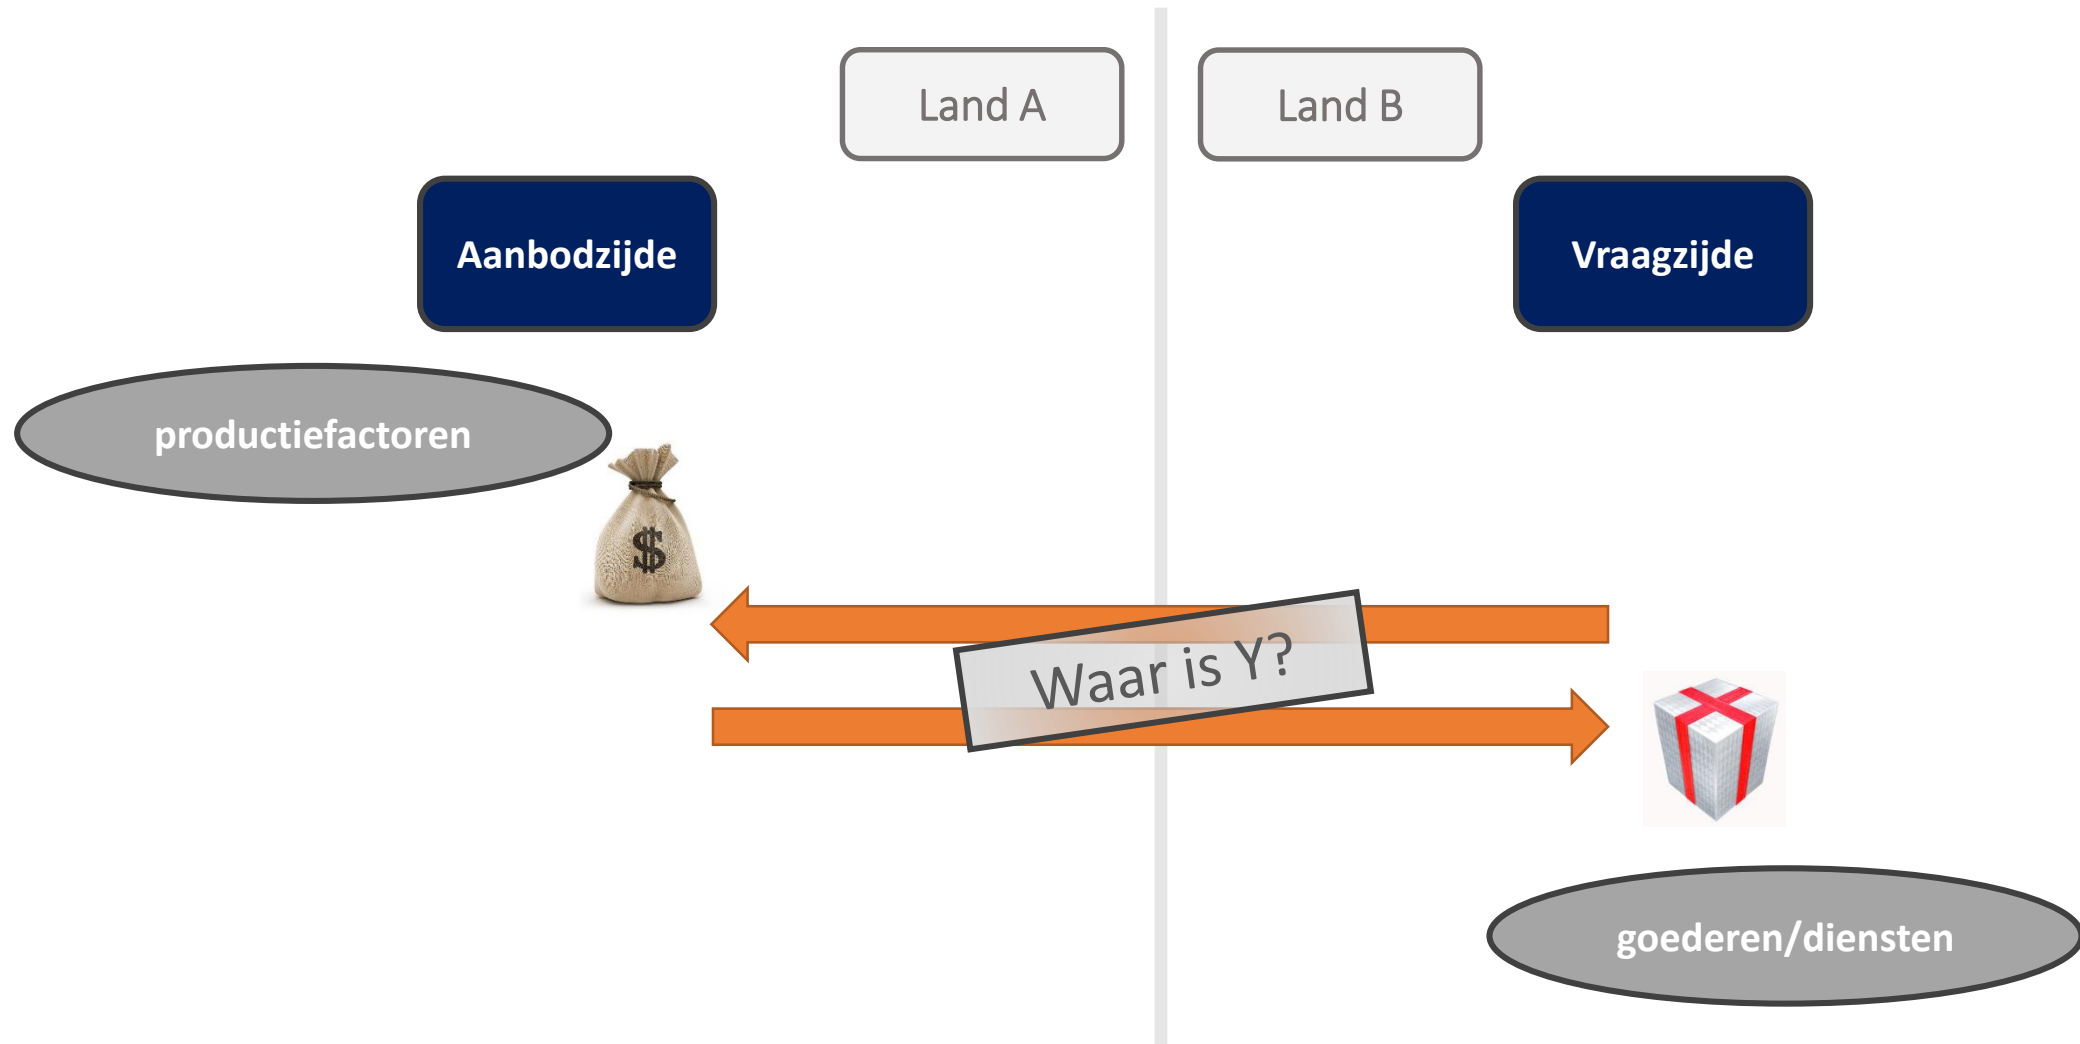 Land A
Land B
Aanbodzijde
Vraagzijde
productiefactoren
$
Waar is Y?
goederen/diensten